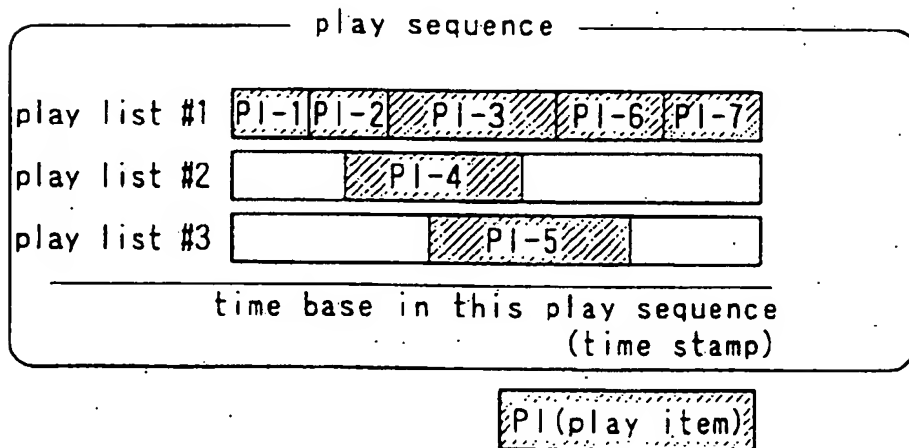 play sequence
play list #1 PI-1 PI-2 PI-3 PI-6 PI-7
play list #2 PI-4
play list #3 PI-5
time base in this play sequence
(time stamp)
PI(play item)